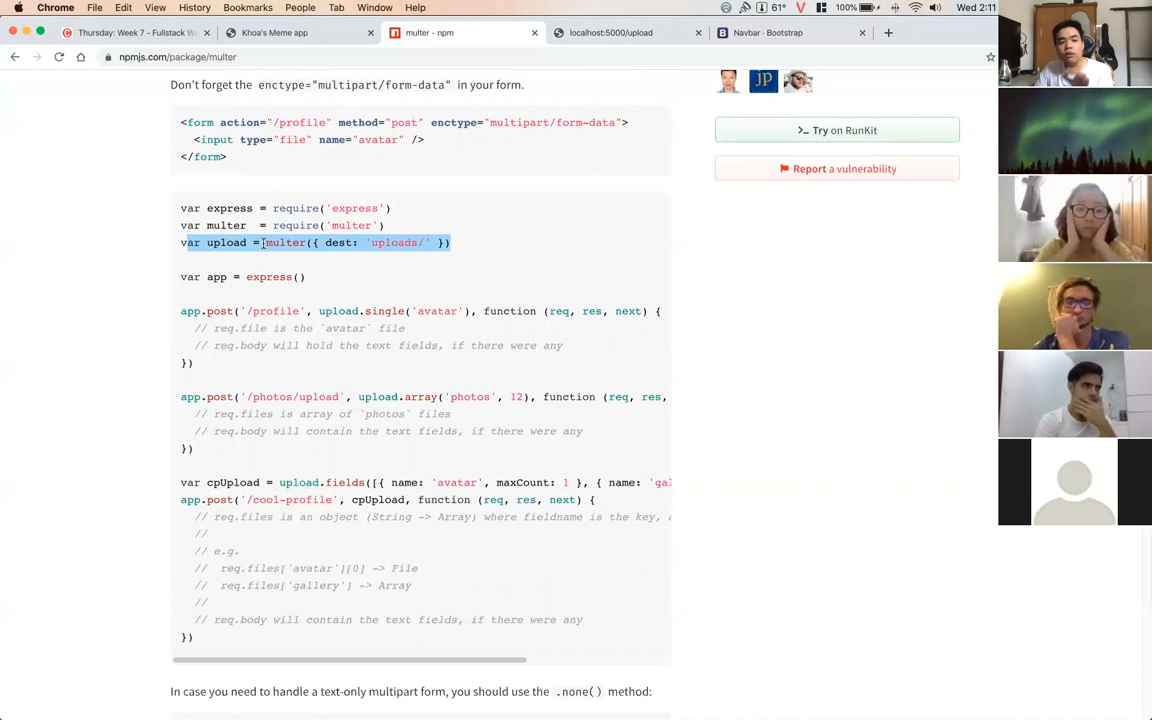 Chrome File Edit View History Bookmarks People Tab Window Help
61° 100% Wed 2:11
Thursday: Week 7 - Fullstack We
Khoa's Meme app
multer - npm
localhost:5000/upload
Navbar · Bootstrap
npmjs.com/package/multer
Don't forget the enctype="multipart/form-data" in your form.
<form action="/profile" method="post" enctype="multipart/form-data">
<input type="file" name="avatar" />
</form>
var express = require('express')
var multer  = require('multer')
var upload = multer({ dest: 'uploads/' })
var app = express()
app.post('/profile', upload.single('avatar'), function (req, res, next) {
// req.file is the `avatar` file
// req.body will hold the text fields, if there were any
})
app.post('/photos/upload', upload.array('photos', 12), function (req, res,
// req.files is array of `photos` files
// req.body will contain the text fields, if there were any
})
var cpUpload = upload.fields([{ name: 'avatar', maxCount: 1 }, { name: 'gal
app.post('/cool-profile', cpUpload, function (req, res, next) {
// req.files is an object (String -> Array) where fieldname is the key, a
//
// e.g.
// req.files['avatar'][0] -> File
// req.files['gallery'] -> Array
//
// req.body will contain the text fields, if there were any
})
In case you need to handle a text-only multipart form, you should use the .none() method:
jp
Try on RunKit
Report a vulnerability